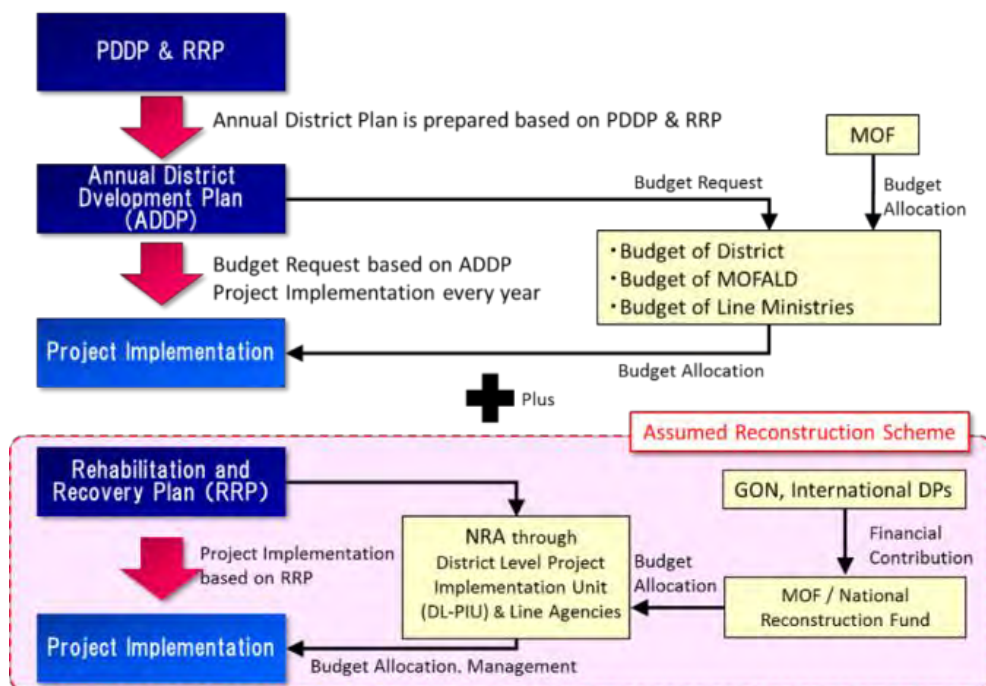 PDDP & RRP
Annual District Plan is prepared based on PDDP & RRP
MOF
Annual District
Dvelopment Plan
(ADDP)
Budget Request
Budget
Allocation
・Budget of District
・Budget of MOFALD
・Budget of Line Ministries
Budget Request based on ADDP
Project Implementation every year
Project Implementation
Budget Allocation
Plus
Assumed Reconstruction Scheme
Rehabilitation and
Recovery Plan (RRP)
GON, International DPs
NRA through
District Level Project
Implementation Unit
(DL-PIU) & Line Agencies
Financial
Contribution
Project Implementation
based on RRP
Budget
Allocation
MOF / National
Reconstruction Fund
Project Implementation
Budget Allocation. Management